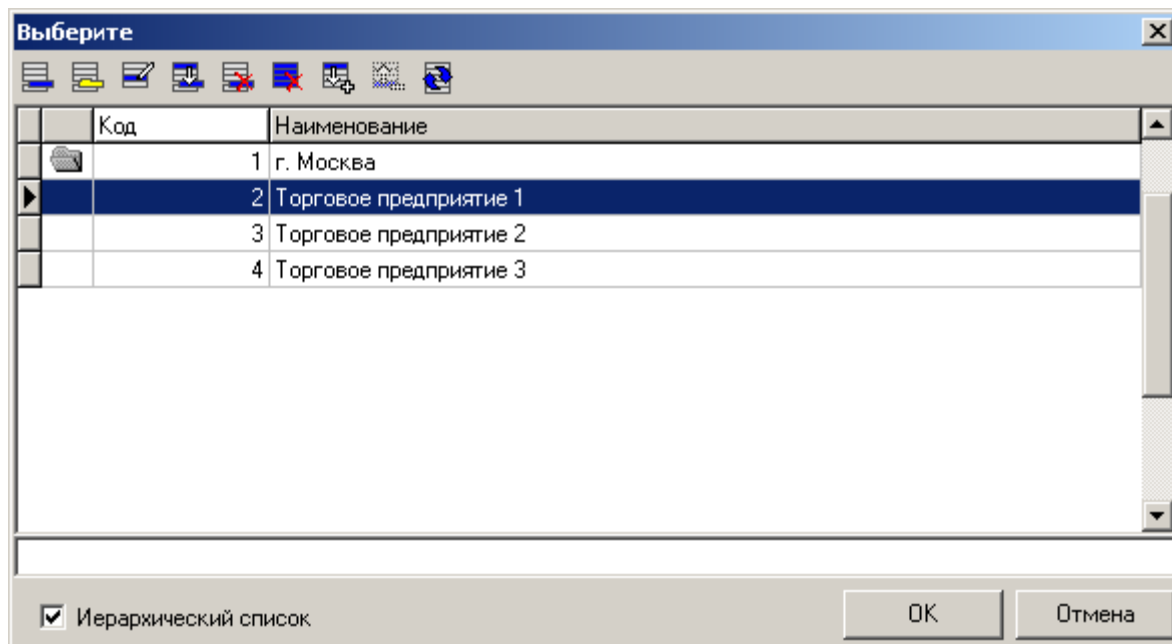 Выберите
Код Наименование
1 г. Москва
2 Торговое предприятие 1
3 Торговое предприятие 2
4 Торговое предприятие 3
Иерархический список OK Отмена